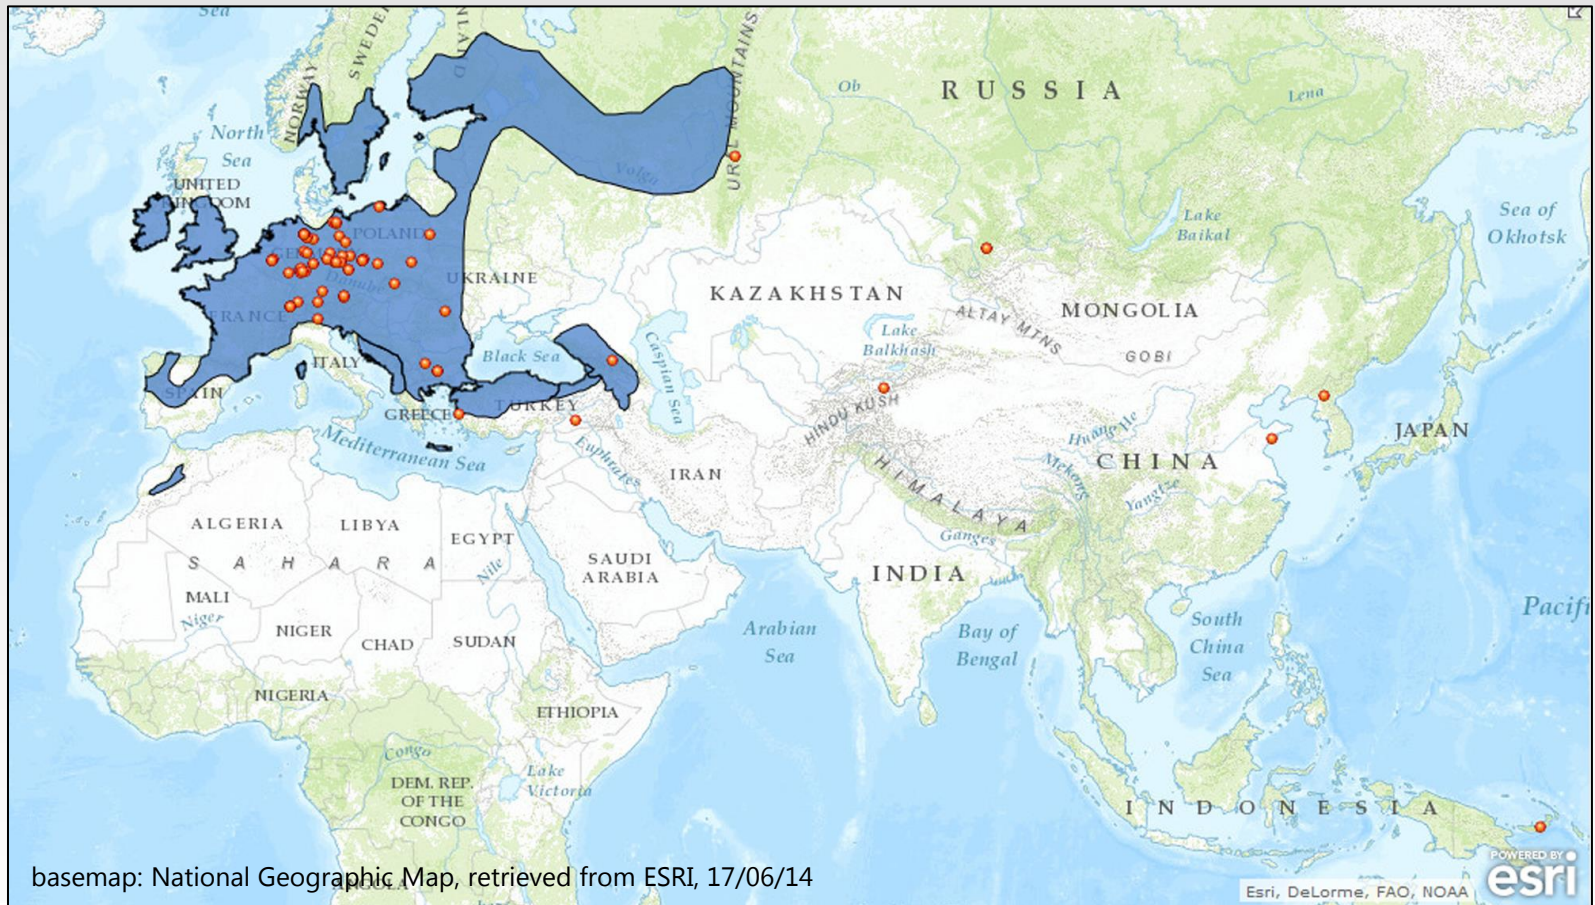 Sea
NORWAY
SWEDEN
RUSSIA
Ob
Lena
URAL MOUNTAINS
North
Sea
UNITED
KINGDOM
Volga
Lake
Baikal
Sea of
Okhotsk
POLAND
GERMANY
Danube
UKRAINE
KAZAKHSTAN
MONGOLIA
ALTAY MTNS
GOBI
FRANCE
ITALY
Black Sea
Caspian Sea
Lake
Balkhash
SPAIN
GREECE
TURKEY
HINDU KUSH
Huang He
JAPAN
Mediterranean Sea
Euphrates
IRAN
CHINA
Mekong
Yangtze
HIMALAYA
ALGERIA
LIBYA
EGYPT
SAHARA
Nile
SAUDI
ARABIA
Ganges
INDIA
MALI
Niger
NIGER
CHAD
SUDAN
Arabian
Sea
Bay of
Bengal
South
China
Sea
Pacifi
NIGERIA
ETHIOPIA
Congo
DEM. REP.
OF THE
CONGO
Lake
Victoria
INDONESIA
ANGOLA
basemap: National Geographic Map, retrieved from ESRI, 17/06/14
POWERED BY
esri
Esri, DeLorme, FAO, NOAA